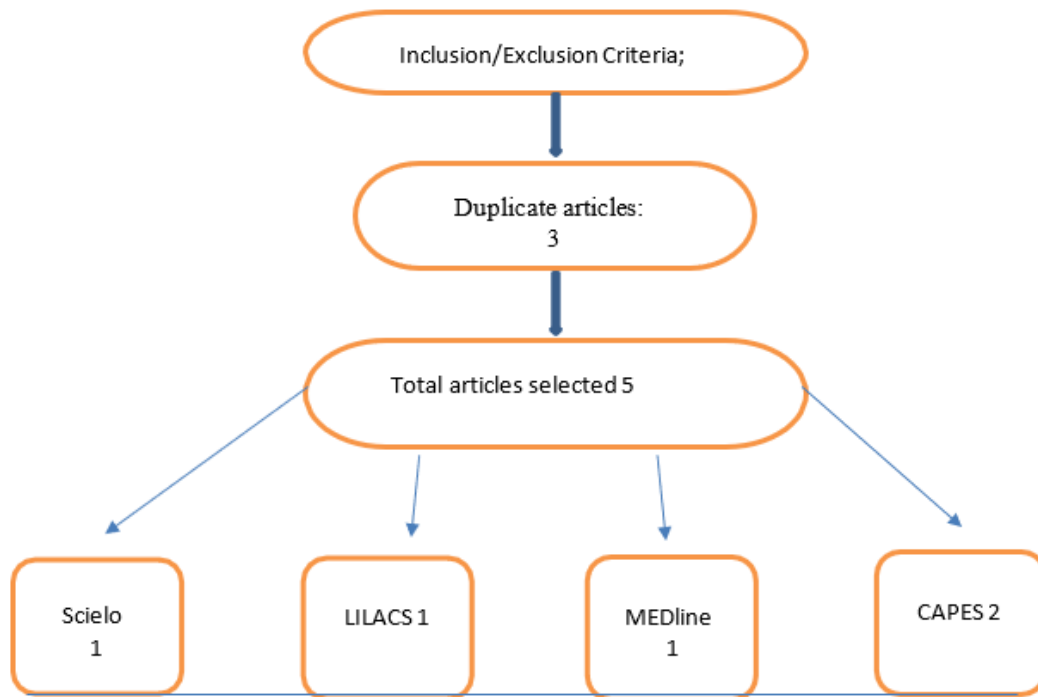 Inclusion/Exclusion Criteria;
Duplicate articles:
3
Total articles selected 5
Scielo
1
LILACS 1
MEDline
1
CAPES 2